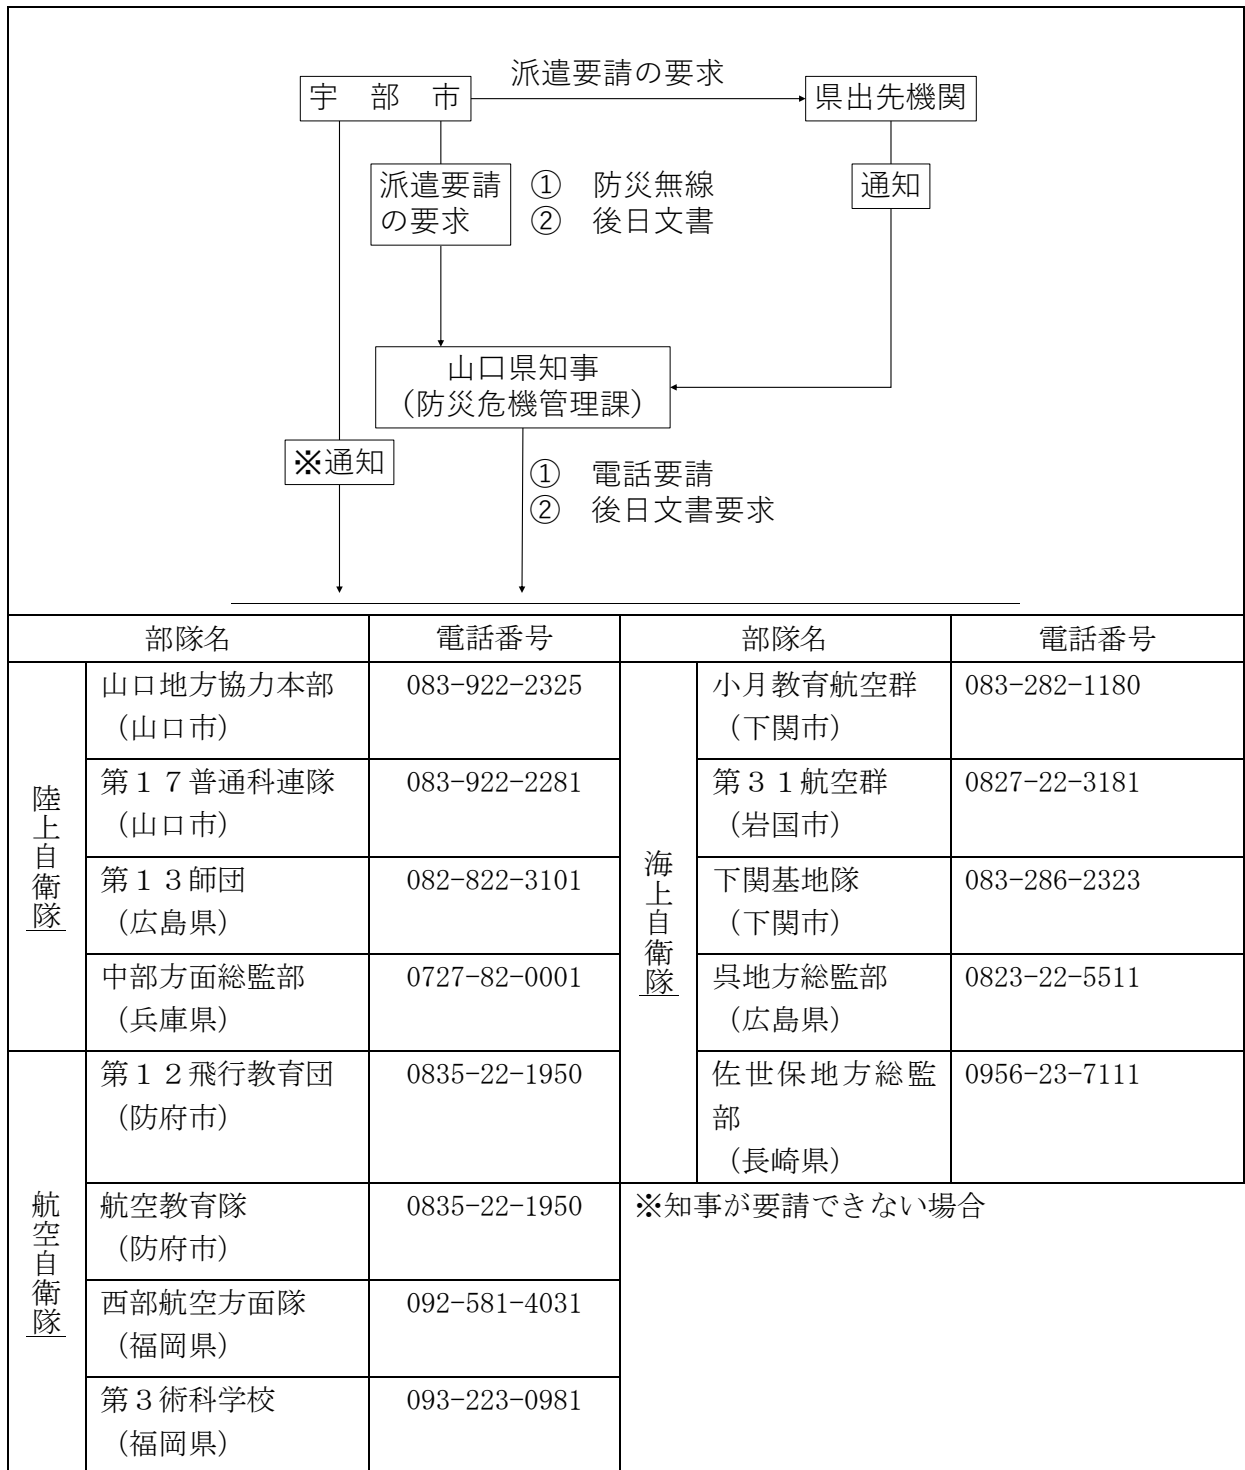 派遣要請の要求
宇　部　市
県出先機関
派遣要請
の要求
①　防災無線
②　後日文書
通知
山口県知事
（防災危機管理課）
※通知
①　電話要請
②　後日文書要求
部隊名
電話番号
部隊名
電話番号
陸上自衛隊
山口地方協力本部
（山口市）
083-922-2325
第１７普通科連隊
（山口市）
083-922-2281
第１３師団
（広島県）
082-822-3101
中部方面総監部
（兵庫県）
0727-82-0001
航空自衛隊
第１２飛行教育団
（防府市）
0835-22-1950
航空教育隊
（防府市）
0835-22-1950
西部航空方面隊
（福岡県）
092-581-4031
第３術科学校
（福岡県）
093-223-0981
海上自衛隊
小月教育航空群
（下関市）
083-282-1180
第３１航空群
（岩国市）
0827-22-3181
下関基地隊
（下関市）
083-286-2323
呉地方総監部
（広島県）
0823-22-5511
佐世保地方総監
部
（長崎県）
0956-23-7111
※知事が要請できない場合